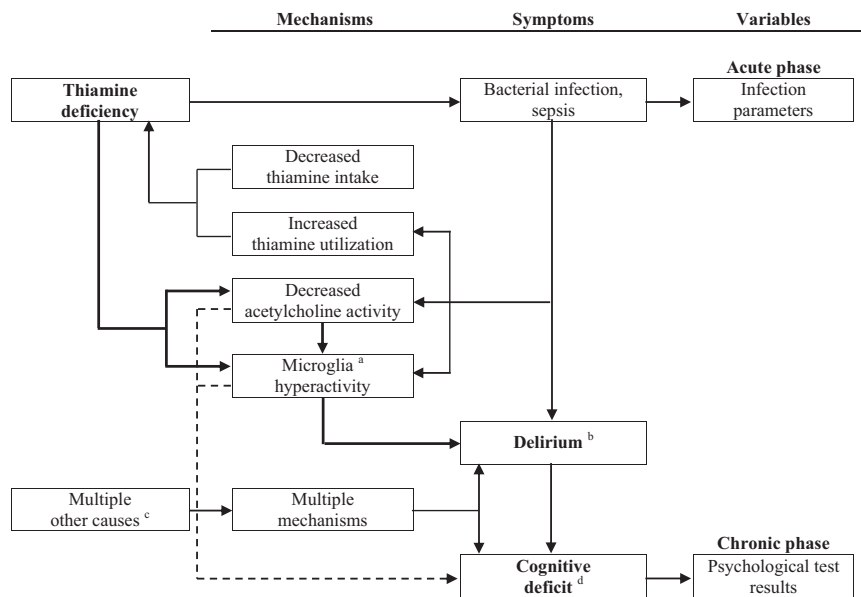 Mechanisms Symptoms Variables
Acute phase
Thiamine
deficiency
Bacterial infection,
sepsis
Infection
parameters
Decreased
thiamine intake
Increased
thiamine utilization
Decreased
acetylcholine activity
Microglia a
hyperactivity
Delirium b
Multiple
other causes c
Multiple
mechanisms
Chronic phase
Cognitive
deficit d
Psychological test
results